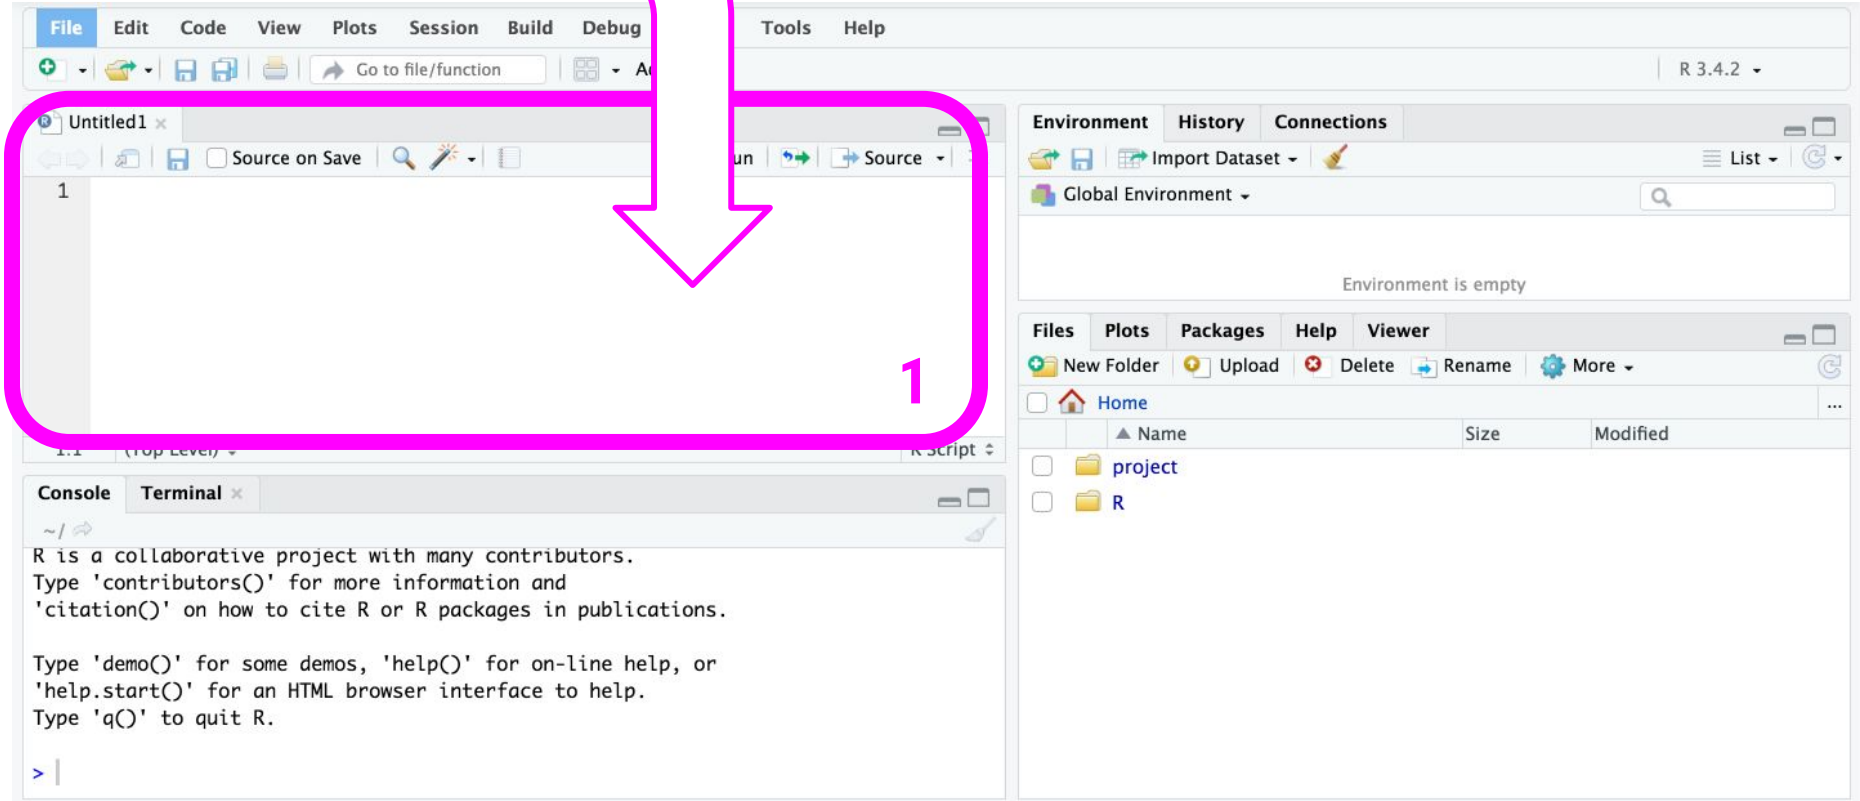 File Edit Code View Plots Session Build Debug Tools Help
Go to file/function R 3.4.2
Untitled1
Source on Save Source
1
1
(Top Level) R Script
Console Terminal
~/
R is a collaborative project with many contributors.
Type 'contributors()' for more information and
'citation()' on how to cite R or R packages in publications.
Type 'demo()' for some demos, 'help()' for on-line help, or
'help.start()' for an HTML browser interface to help.
Type 'q()' to quit R.
>
Environment History Connections
Import Dataset List
Global Environment
Environment is empty
Files Plots Packages Help Viewer
New Folder Upload Delete Rename More
Home ...
Name Size Modified
project
R